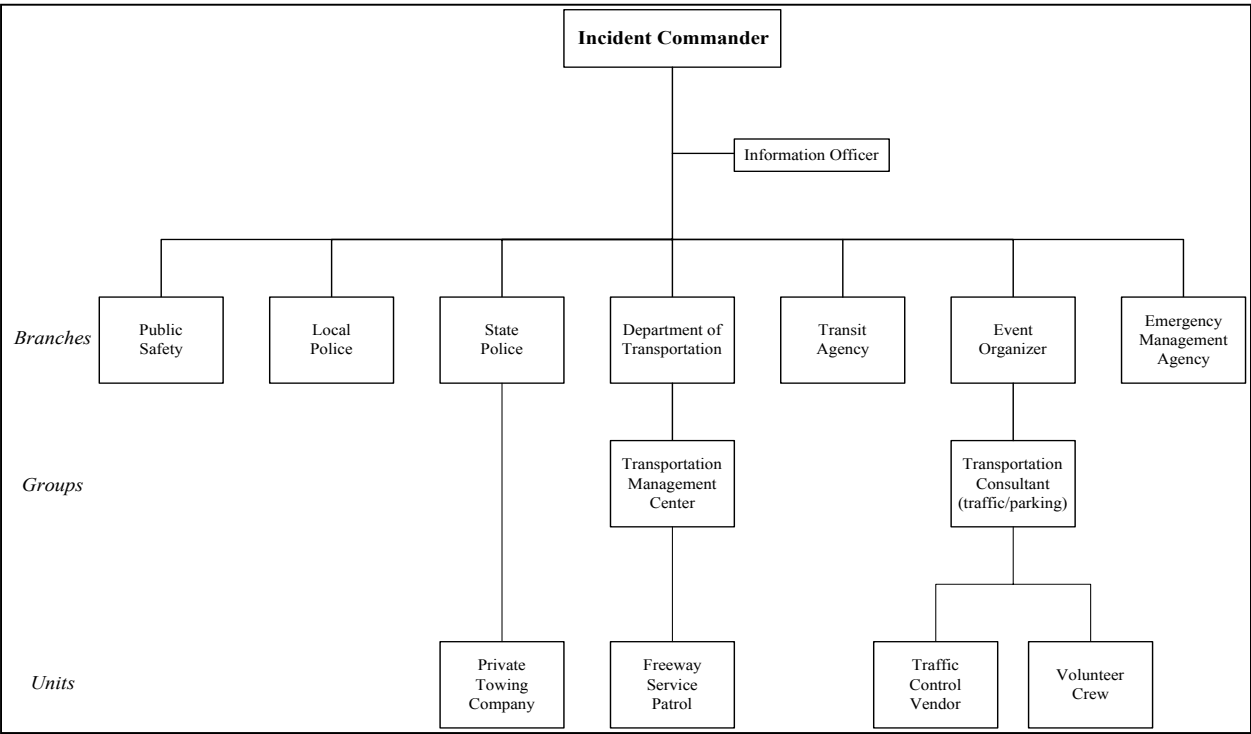 Incident Commander
Information Officer
Branches
Public
Safety
Local
Police
State
Police
Department of
Transportation
Transit
Agency
Event
Organizer
Emergency
Management
Agency
Groups
Transportation
Management
Center
Transportation
Consultant
(traffic/parking)
Units
Private
Towing
Company
Freeway
Service
Patrol
Traffic
Control
Vendor
Volunteer
Crew